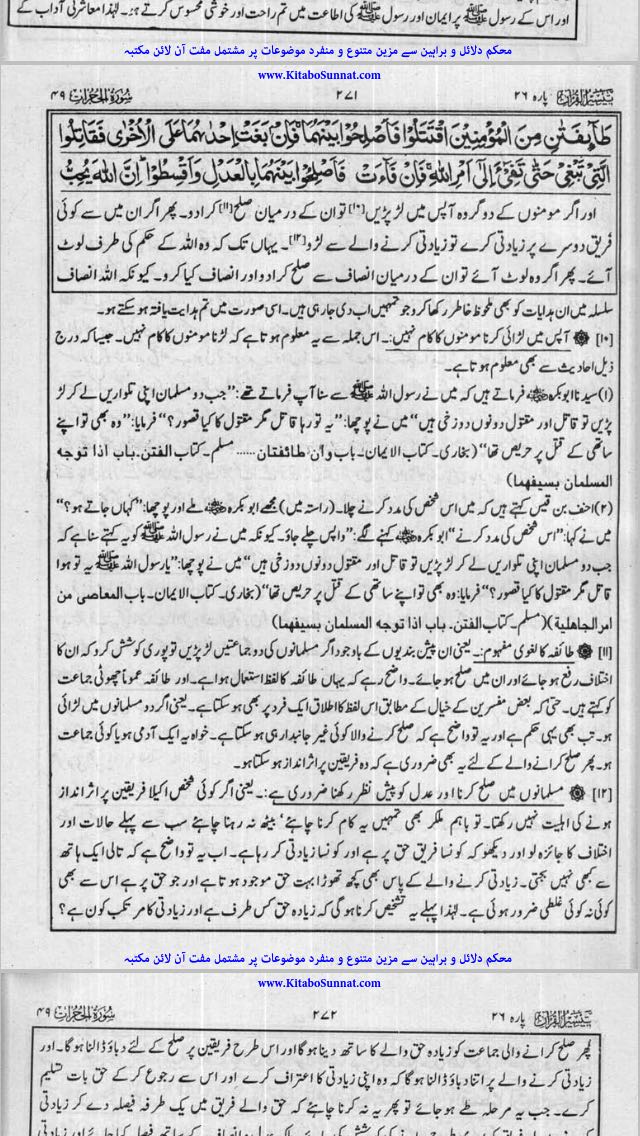 اور اس کے رسول ﷺ پر ایمان اور رسول ﷺ کی اطاعت میں تم راحت اور خوشی محسوس کرتے ہو۔ لہٰذا معاشرتی آداب کے
محکم دلائل و براہین سے مزین متنوع و منفرد موضوعات پر مشتمل مفت آن لائن مکتبہ
www.KitaboSunnat.com
تیسیر القرآن پارہ ۲۶ ۲۷۱ سورۃ الحجرات ۴۹
طَآئِفَتٰنِ مِنَ الْمُؤْمِنِيْنَ اقْتَتَلُوْا فَاَصْلِحُوْا بَيْنَهُمَا ۚ فَاِنْۢ بَغَتْ اِحْدٰىهُمَا عَلَى الْاُخْرٰى فَقَاتِلُوا
الَّتِيْ تَبْغِيْ حَتّٰى تَفِيْٓءَ اِلٰٓى اَمْرِ اللّٰهِ ۚ فَاِنْ فَآءَتْ فَاَصْلِحُوْا بَيْنَهُمَا بِالْعَدْلِ وَاَقْسِطُوْا ۭ اِنَّ اللّٰهَ يُحِبُّ
اور اگر مومنوں کے دو گروہ آپس میں لڑ پڑیں [۱۰] تو ان کے درمیان صلح [۱۱] کرا دو۔ پھر اگر ان میں سے کوئی
فریق دوسرے پر زیادتی کرے تو زیادتی کرنے والے سے لڑو [۱۲]۔ یہاں تک کہ وہ اللہ کے حکم کی طرف لوٹ
آئے۔ پھر اگر وہ لوٹ آئے تو ان کے درمیان انصاف سے صلح کرا دو اور انصاف کیا کرو۔ کیونکہ اللہ انصاف
سلسلہ میں ان ہدایات کو بھی ملحوظ خاطر رکھا کرو جو تمہیں اب دی جا رہی ہیں۔ اسی صورت میں تم ہدایت یافتہ ہو سکتے ہو۔
[۱۰] آپس میں لڑائی کرنا مومنوں کا کام نہیں:۔ اس جملہ سے یہ معلوم ہوتا ہے کہ لڑنا مومنوں کا کام نہیں۔ جیسا کہ درج
ذیل احادیث سے بھی معلوم ہوتا ہے۔
(۱) سیدنا ابو بکرہ ؓ فرماتے ہیں کہ میں نے رسول اللہ ﷺ سے سنا آپ فرماتے تھے: ”جب دو مسلمان اپنی تلواریں لے کر لڑ
پڑیں تو قاتل اور مقتول دونوں دوزخی ہیں“ میں نے پوچھا: ”یہ تو رہا قاتل مگر مقتول کا کیا قصور؟“ فرمایا: ”وہ بھی تو اپنے
ساتھی کے قتل پر حریص تھا“ (بخاری۔ کتاب الایمان۔ باب وان طائفتان...... مسلم۔ کتاب الفتن۔ باب اذا توجه
المسلمان بسیفهما)
(۲) احنف بن قیس کہتے ہیں کہ میں اس شخص کی مدد کرنے چلا۔ (راستہ میں) مجھے ابو بکرہ ؓ ملے اور پوچھا: ”کہاں جاتے ہو؟“
میں نے کہا: ”اس شخص کی مدد کرنے“ ابو بکرہ ؓ کہنے لگے: ”واپس چلے جاؤ۔ کیونکہ میں نے رسول اللہ ﷺ کو یہ کہتے سنا ہے کہ
جب دو مسلمان اپنی تلواریں لے کر لڑ پڑیں تو قاتل اور مقتول دونوں دوزخی ہیں“ میں نے پوچھا: ”یا رسول اللہ ﷺ یہ تو ہوا
قاتل مگر مقتول کا کیا قصور؟“ فرمایا: وہ بھی تو اپنے ساتھی کے قتل پر حریص تھا“ (بخاری۔ کتاب الایمان۔ باب المعاصی من
امر الجاهلیة) (مسلم۔ کتاب الفتن۔ باب اذا توجه المسلمان بسیفهما)
[۱۱] طائفہ کا لغوی مفہوم:۔ یعنی ان پیش بندیوں کے باوجود اگر مسلمانوں کی دو جماعتیں لڑ پڑیں تو پوری کوشش کرو کہ ان کا
اختلاف رفع ہو جائے اور ان میں صلح ہو جائے۔ واضح رہے کہ یہاں طائفہ کا لفظ استعمال ہوا ہے۔ اور طائفہ عموماً چھوٹی جماعت
کو کہتے ہیں۔ حتیٰ کہ بعض مفسرین کے خیال کے مطابق اس لفظ کا اطلاق ایک فرد پر بھی ہو سکتا ہے۔ یعنی اگر دو مسلمانوں میں لڑائی
ہو۔ تب بھی یہی حکم ہے اور یہ تو واضح ہے کہ صلح کرنے والا کوئی غیر جانبدار ہی ہو سکتا ہے۔ خواہ یہ ایک آدمی ہو یا کوئی جماعت
ہو۔ پھر صلح کرانے والے کے لئے یہ بھی ضروری ہے کہ وہ فریقین پر اثر انداز ہو سکتا ہو۔
[۱۲] مسلمانوں میں صلح کرنا اور عدل کو پیش نظر رکھنا ضروری ہے:۔ یعنی اگر کوئی شخص اکیلا فریقین پر اثر انداز
ہونے کی اہلیت نہیں رکھتا۔ تو باہم ملکر بھی تمہیں یہ کام کرنا چاہئے‘ بیٹھ نہ رہنا چاہئے سب سے پہلے حالات اور
اختلاف کا جائزہ لو اور دیکھو کہ کونسا فریق حق پر ہے اور کونسا زیادتی کر رہا ہے۔ اب یہ تو واضح ہے کہ تالی ایک ہاتھ
سے کبھی نہیں بجتی۔ زیادتی کرنے والے کے پاس بھی کچھ تھوڑا بہت حق موجود ہوتا ہے اور جو حق پر ہے اس سے بھی
کوئی نہ کوئی غلطی ضرور ہوئی ہے۔ لہٰذا پہلے یہ تشخیص کرنا ہو گی کہ زیادہ حق کس طرف ہے اور زیادتی کا مرتکب کون ہے؟
محکم دلائل و براہین سے مزین متنوع و منفرد موضوعات پر مشتمل مفت آن لائن مکتبہ
www.KitaboSunnat.com
تیسیر القرآن پارہ ۲۶ ۲۷۲ سورۃ الحجرات ۴۹
پھر صلح کرانے والی جماعت کو زیادہ حق والے کا ساتھ دینا ہو گا اور اس طرح فریقین پر صلح کے لئے دباؤ ڈالنا ہو گا۔ اور
زیادتی کرنے والے پر اتنا دباؤ ڈالنا ہو گا کہ وہ اپنی زیادتی کا اعتراف کرے اور اس سے رجوع کر کے حق بات تسلیم
کرے۔ جب یہ مرحلہ طے ہو جائے تو پھر یہ نہ کرنا چاہئے کہ حق والے فریق میں یک طرفہ فیصلہ دے کر زیادتی